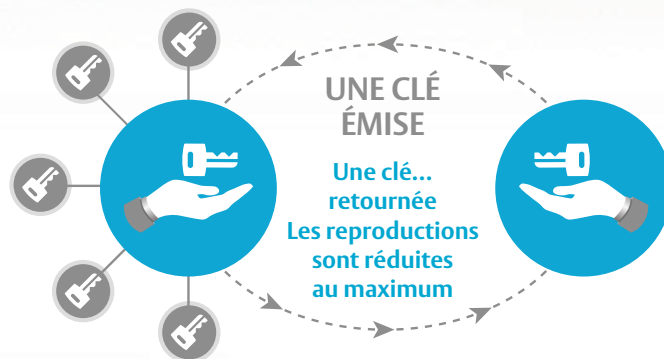 UNE CLÉ
ÉMISE
Une clé...
retournée
Les reproductions
sont réduites
au maximum